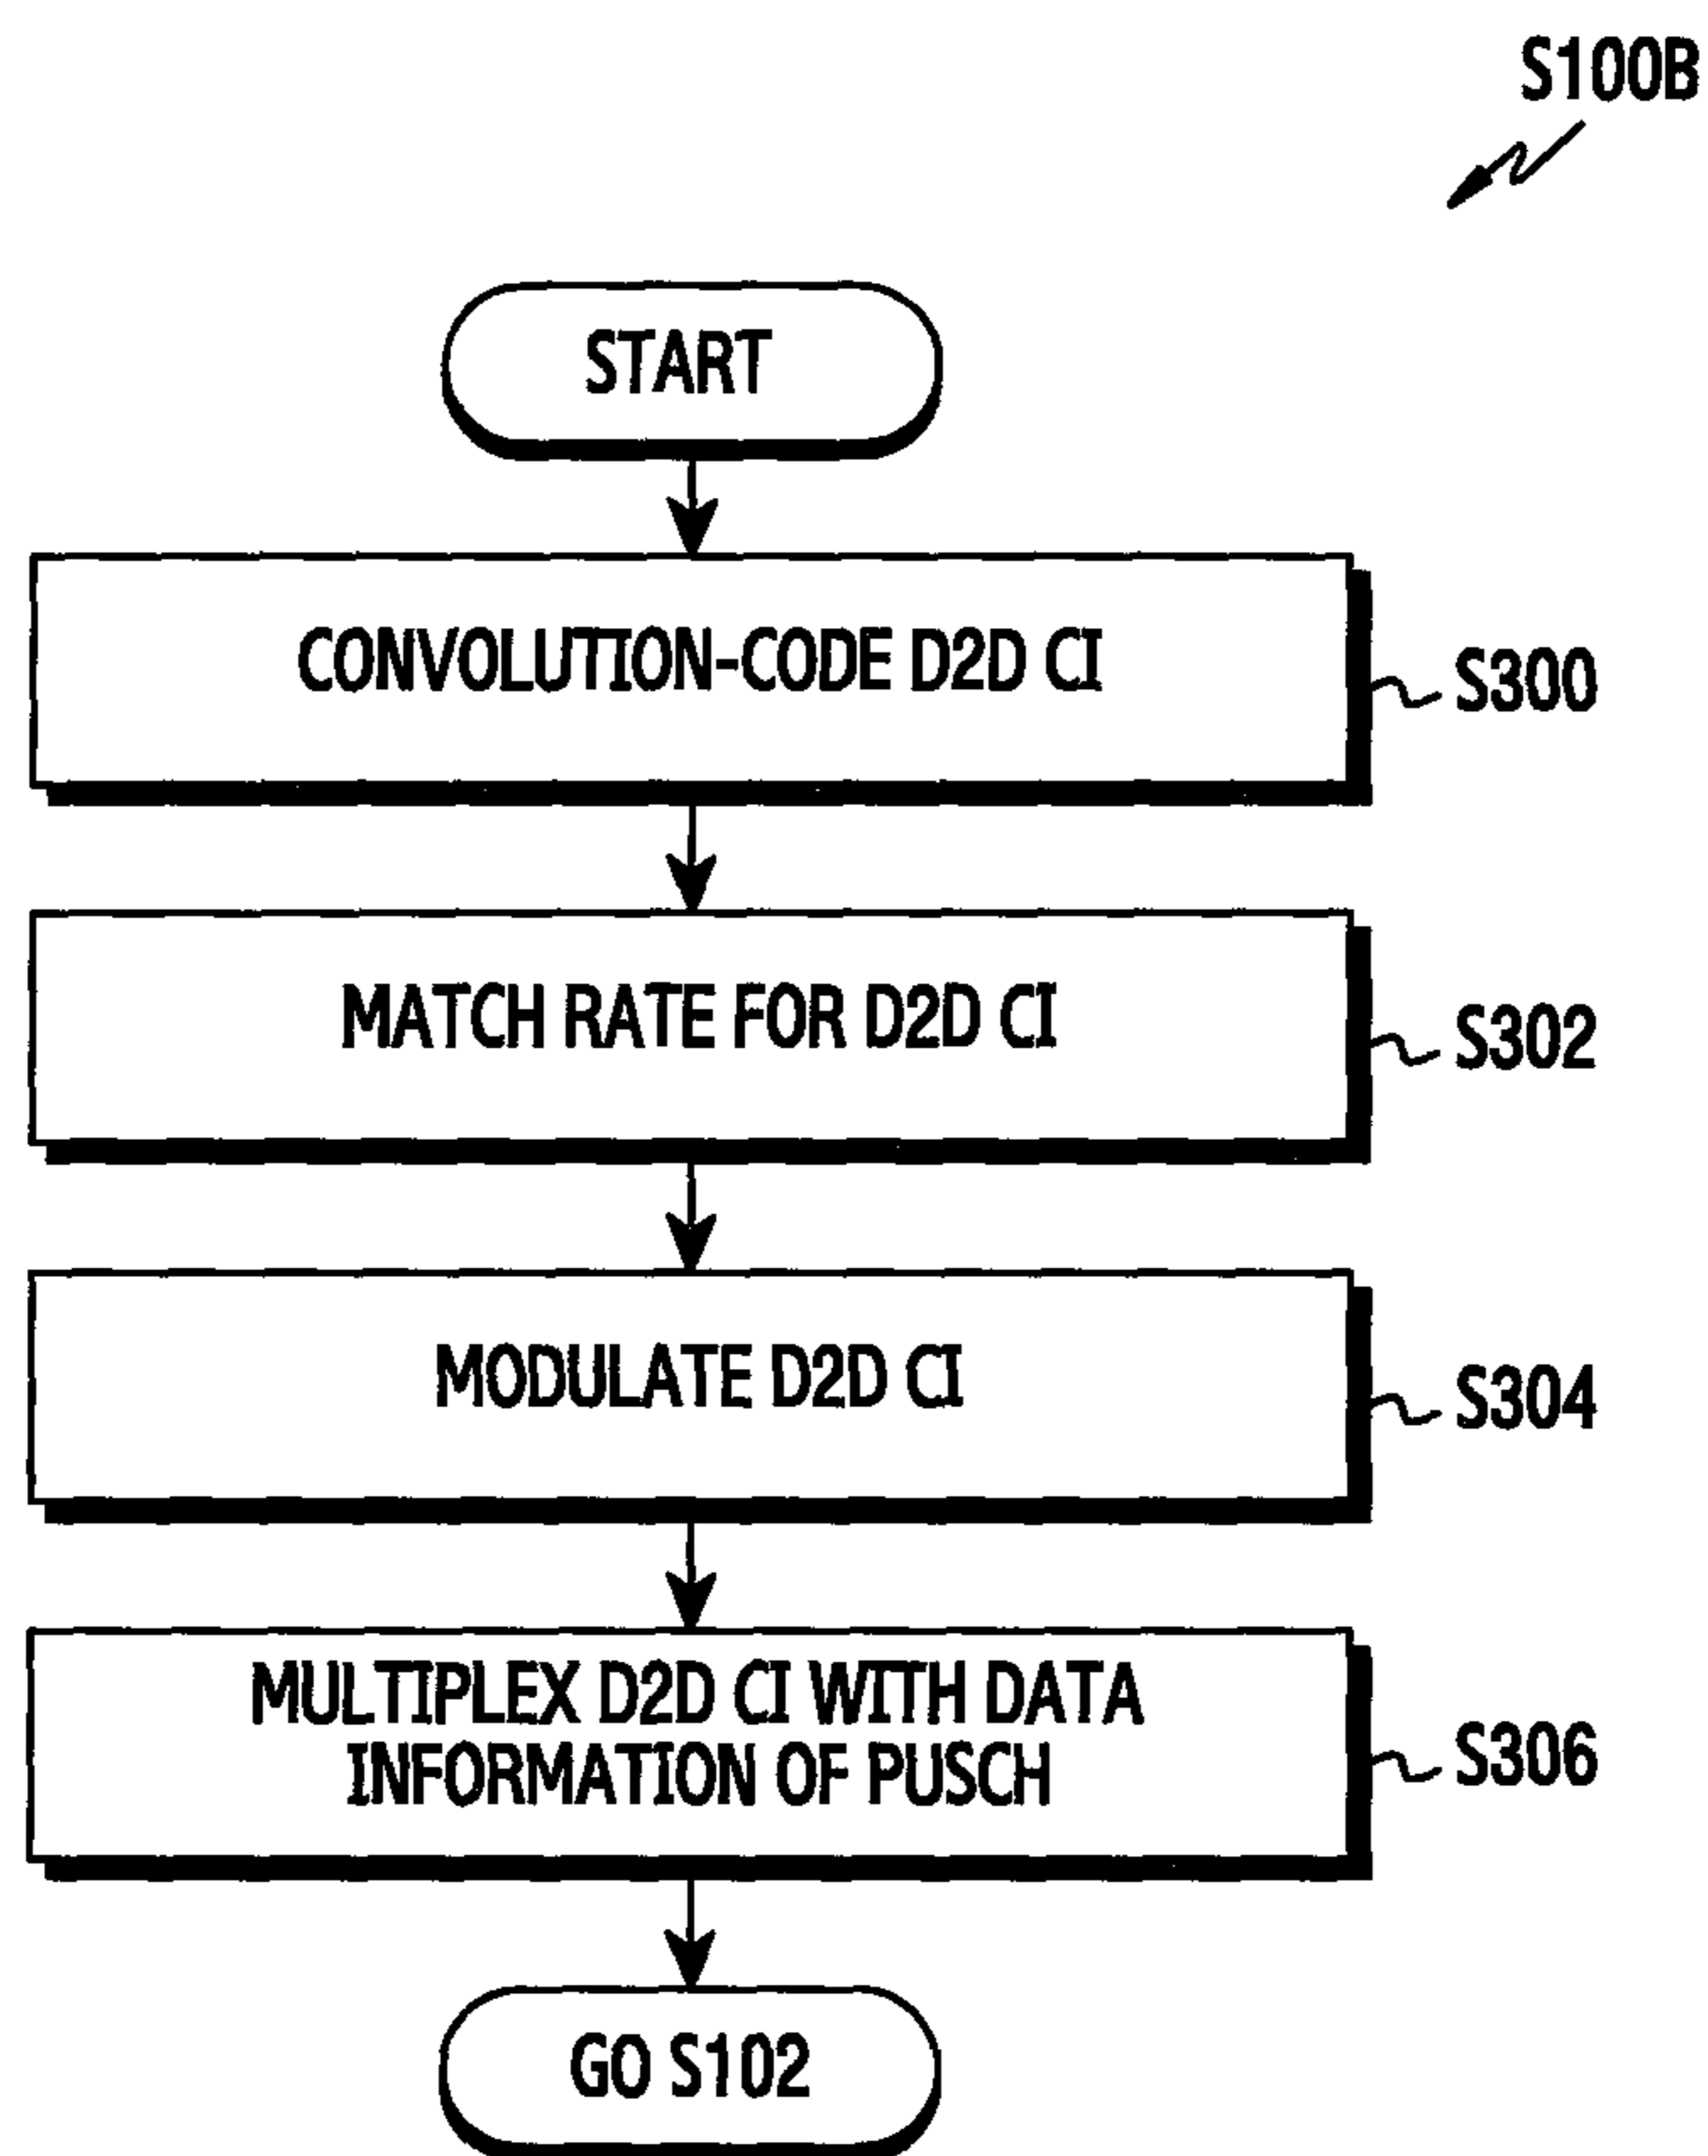 S100B
START
CONVOLUTION-CODE D2D CI
S300
MATCH RATE FOR D2D CI
S302
MODULATE D2D CI
S304
MULTIPLEX D2D CI WITH DATA
INFORMATION OF PUSCH
S306
GO S102